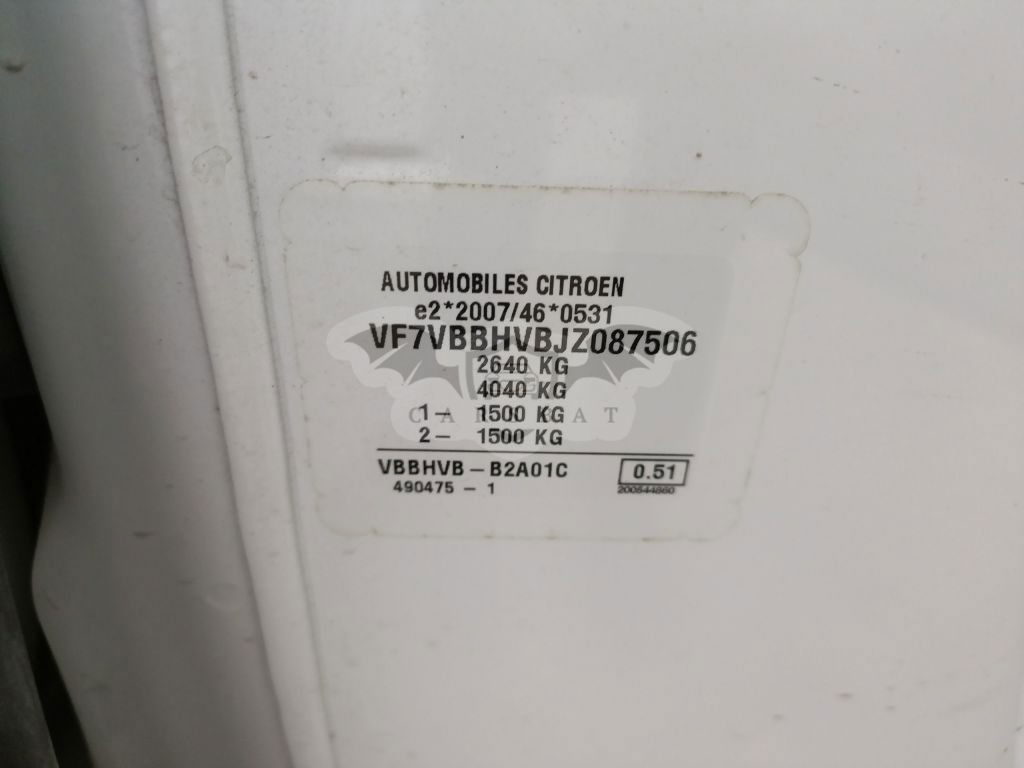 AUTOMOBILES CITROEN
e2*2007/46*0531
VF7VBBHVBJZ087506
2640 KG
4040 KG
1- 1500 KG
2- 1500 KG
VBBHVB-B2A01C 0.51
490475-1 200544860